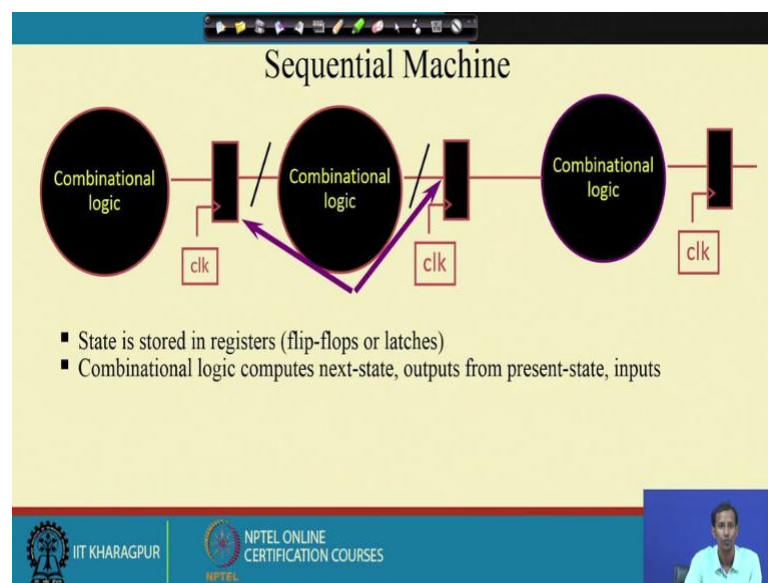 Sequential Machine
Combinational
logic
clk
Combinational
logic
clk
Combinational
logic
clk
▪ State is stored in registers (flip-flops or latches)
▪ Combinational logic computes next-state, outputs from present-state, inputs
IIT KHARAGPUR
NPTEL
NPTEL ONLINE
CERTIFICATION COURSES